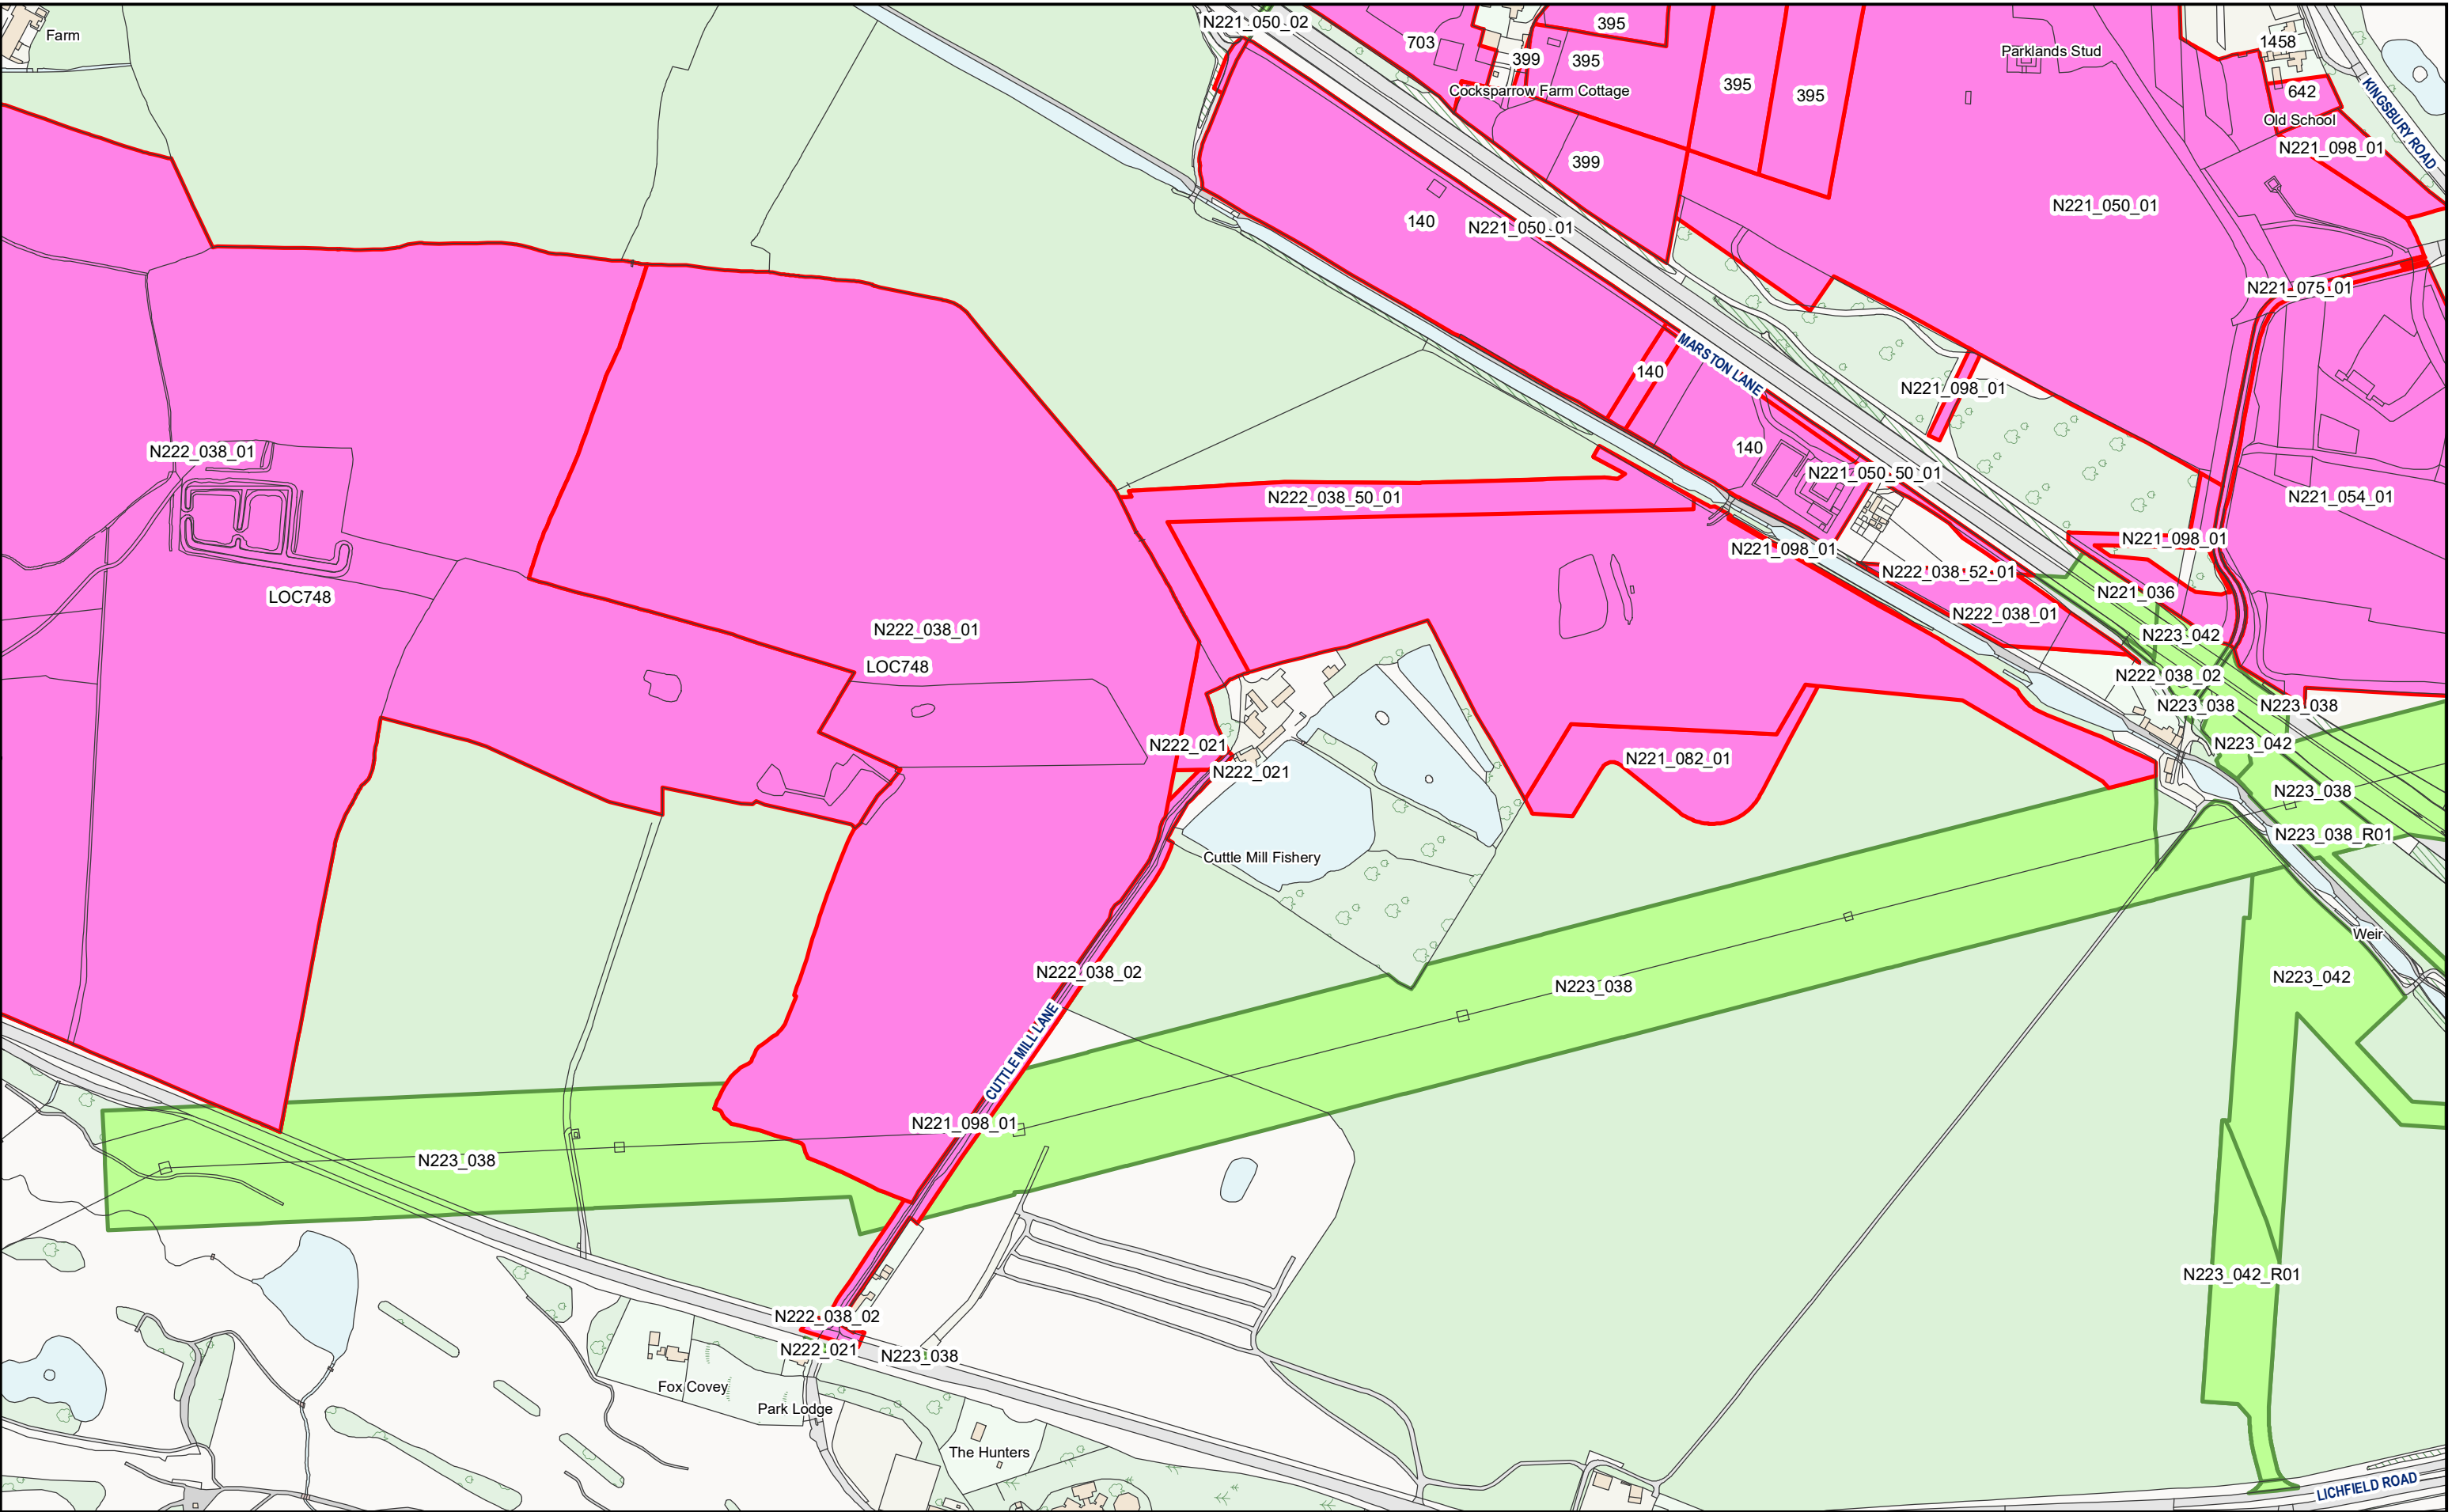 N221_050_02
395
Farm
703
1458
399
395
Parklands Stud
395
Cocksparrow Farm Cottage
642
395
KINGSBURY ROAD
Old School
N221_098_01
399
N221_050_01
140
N221_050_01
N221_075_01
MARSTON LANE
140
N221_098_01
N222_038_01
140
N221_050_50_01
N222_038_50_01
N221_054_01
N221_098_01
N221_098_01
N222_038_52_01
N221_036
LOC748
N222_038_01
N222_038_01
N223_042
LOC748
N222_038_02
N223_038
N223_038
N222_021
N223_042
N221_082_01
N222_021
N223_038
N223_038_R01
Cuttle Mill Fishery
Weir
N222_038_02
N223_042
N223_038
CUTTLE MILL LANE
N221_098_01
N223_038
N223_042_R01
N222_038_02
N222_021
N223_038
Fox Covey
Park Lodge
The Hunters
LICHFIELD ROAD